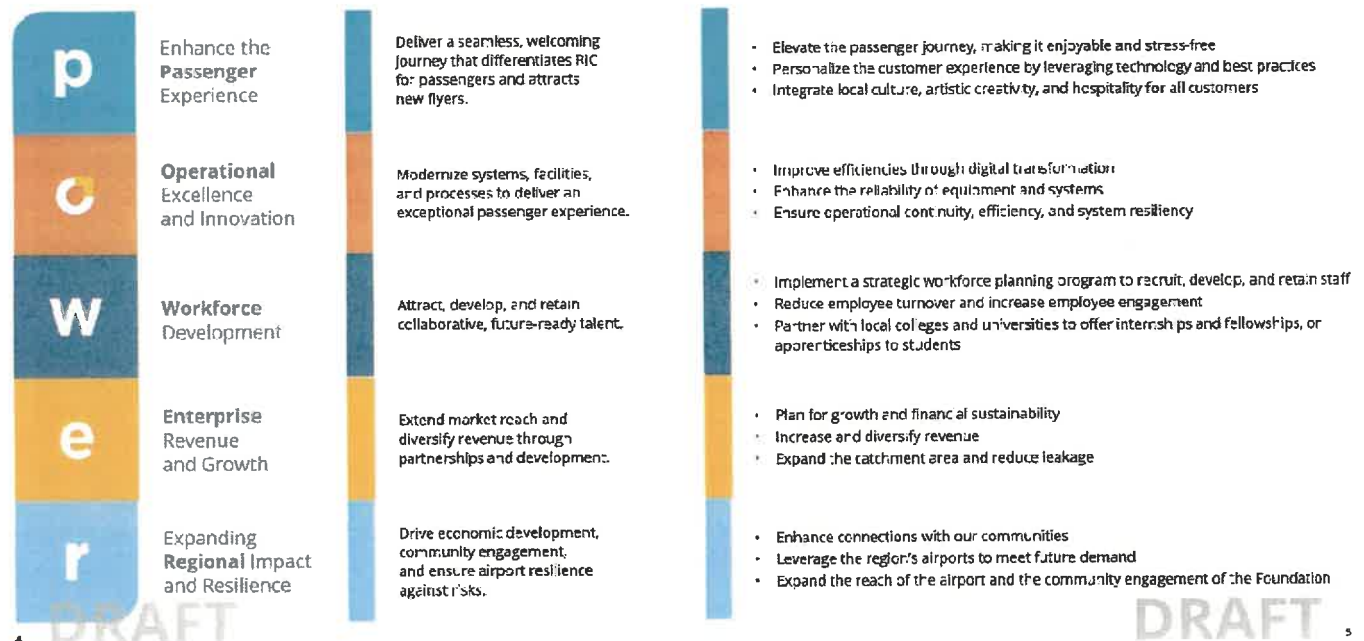 p
Enhance the
Passenger
Experience
Deliver a seamless, welcoming
journey that differentiates RIC
for passengers and attracts
new flyers.
• Elevate the passenger journey, making it enjoyable and stress-free
• Personalize the customer experience by leveraging technology and best practices
• Integrate local culture, artistic creativity, and hospitality for all customers
o
Operational
Excellence
and Innovation
Modernize systems, facilities,
and processes to deliver an
exceptional passenger experience.
• Improve efficiencies through digital transformation
• Enhance the reliability of equipment and systems
• Ensure operational continuity, efficiency, and system resiliency
w
Workforce
Development
Attract, develop, and retain
collaborative, future-ready talent.
• Implement a strategic workforce planning program to recruit, develop, and retain staff
• Reduce employee turnover and increase employee engagement
• Partner with local colleges and universities to offer internships and fellowships, or
apprenticeships to students
e
Enterprise
Revenue
and Growth
Extend market reach and
diversify revenue through
partnerships and development.
• Plan for growth and financial sustainability
• Increase and diversify revenue
• Expand the catchment area and reduce leakage
r
Expanding
Regional Impact
and Resilience
Drive economic development,
community engagement,
and ensure airport resilience
against risks.
• Enhance connections with our communities
• Leverage the region's airports to meet future demand
• Expand the reach of the airport and the community engagement of the Foundation
DRAFT
4
DRAFT
5